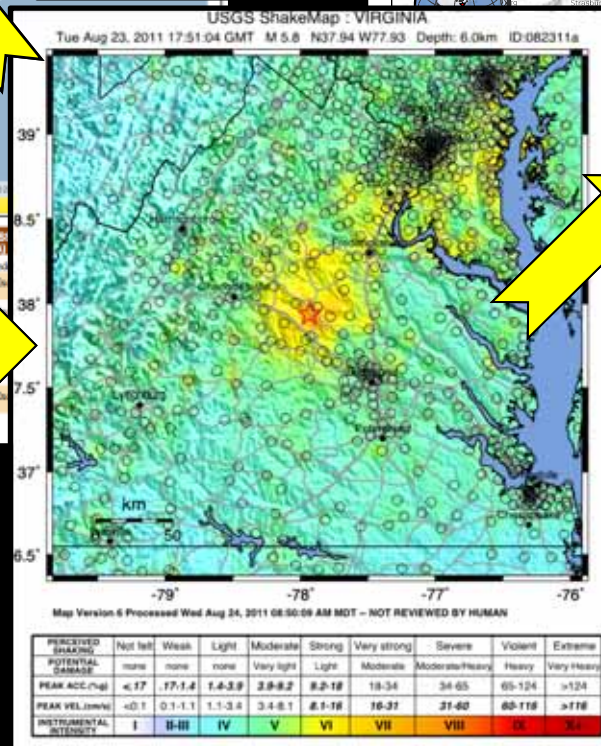 USGS ShakeMap : VIRGINIA
Tue Aug 23, 2011 17:51:04 GMT M 5.8 N37.94 W77.93 Depth: 6.0km ID:082311a
39°
8.5°
38°
7.5°
37°
6.5°
km
50
-79° -78° -77° -76°
Map Version 6 Processed Wed Aug 24, 2011 08:50:09 AM MDT -- NOT REVIEWED BY HUMAN
PERCEIVED SHAKING Not felt Weak Light Moderate Strong Very strong Severe Violent Extreme
POTENTIAL DAMAGE none none none Very light Light Moderate Moderate/Heavy Heavy Very Heavy
PEAK ACC.(%g) <.17 .17-1.4 1.4-3.9 3.9-9.2 9.2-18 18-34 34-65 65-124 >124
PEAK VEL.(cm/s) <0.1 0.1-1.1 1.1-3.4 3.4-8.1 8.1-16 16-31 31-60 60-116 >116
INSTRUMENTAL INTENSITY I II-III IV V VI VII VIII IX X+